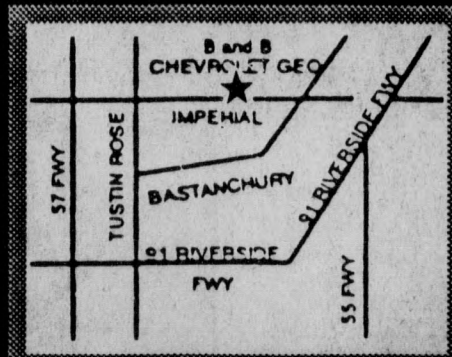 B and B
CHEVROLET GEO
IMPERIAL
BASTANCHURY
57 FWY
TUSTIN ROSE
91 RIVERSIDE FWY
91 RIVERSIDE
FWY
55 FWY